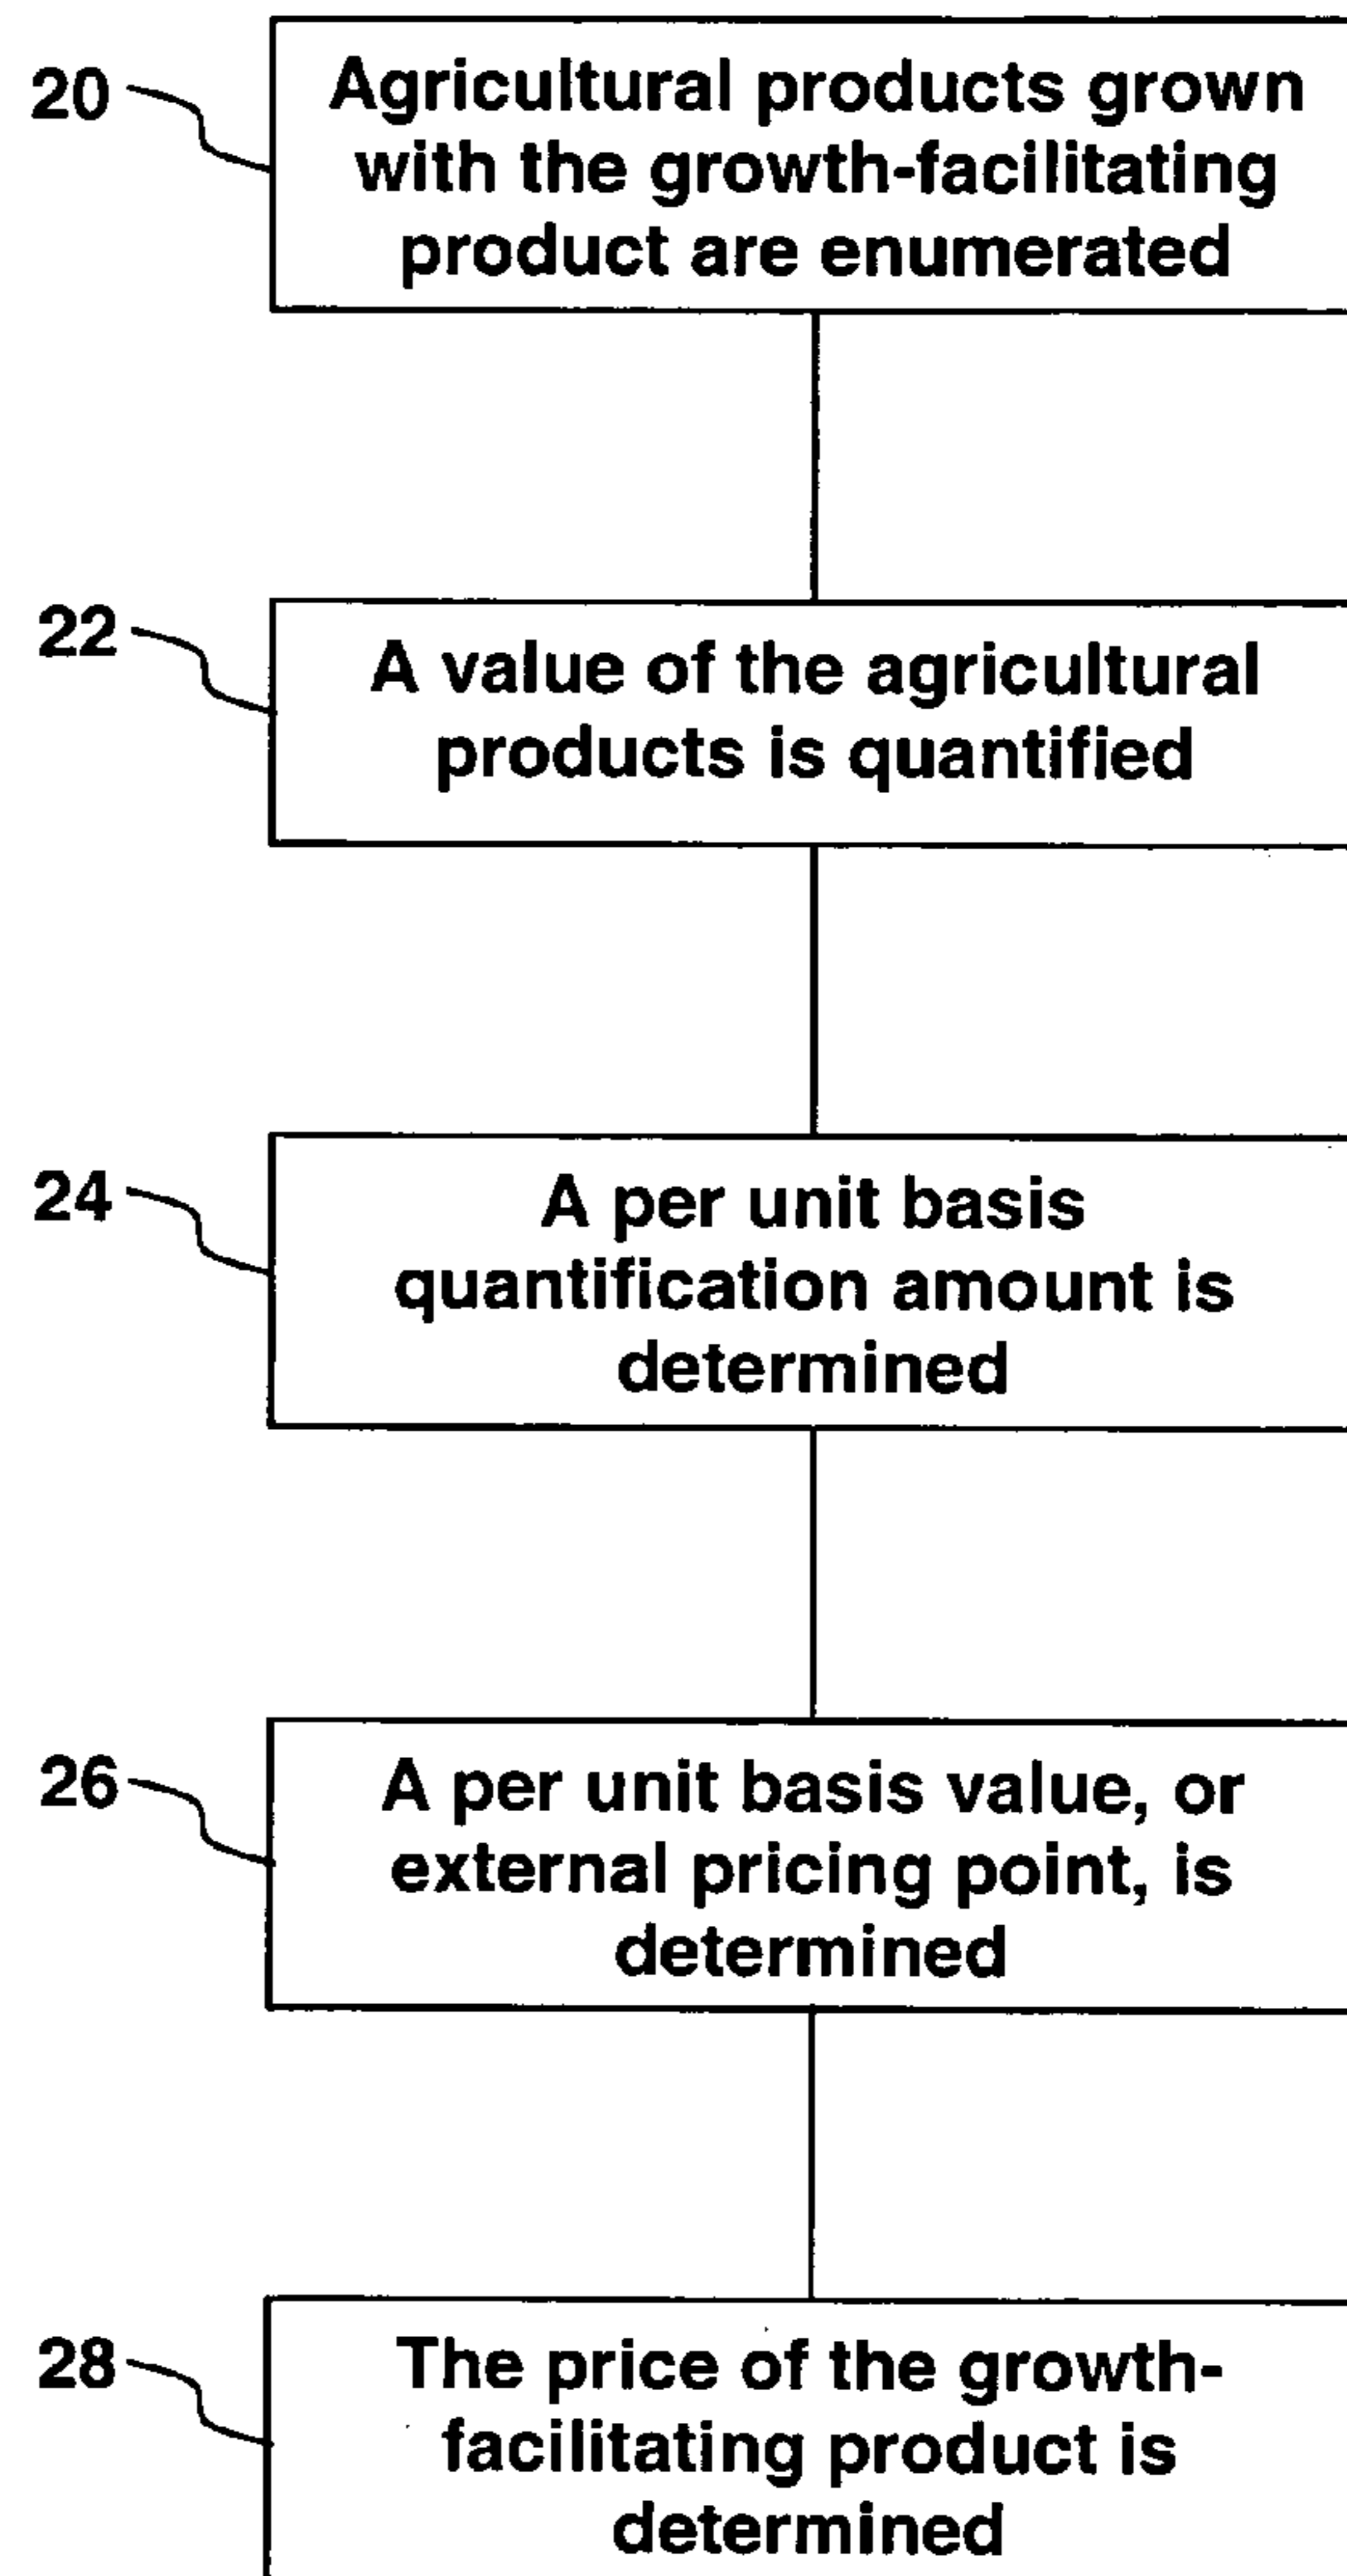 20
Agricultural products grown
with the growth-facilitating
product are enumerated
22
A value of the agricultural
products is quantified
24
A per unit basis
quantification amount is
determined
26
A per unit basis value, or
external pricing point, is
determined
28
The price of the growth-
facilitating product is
determined